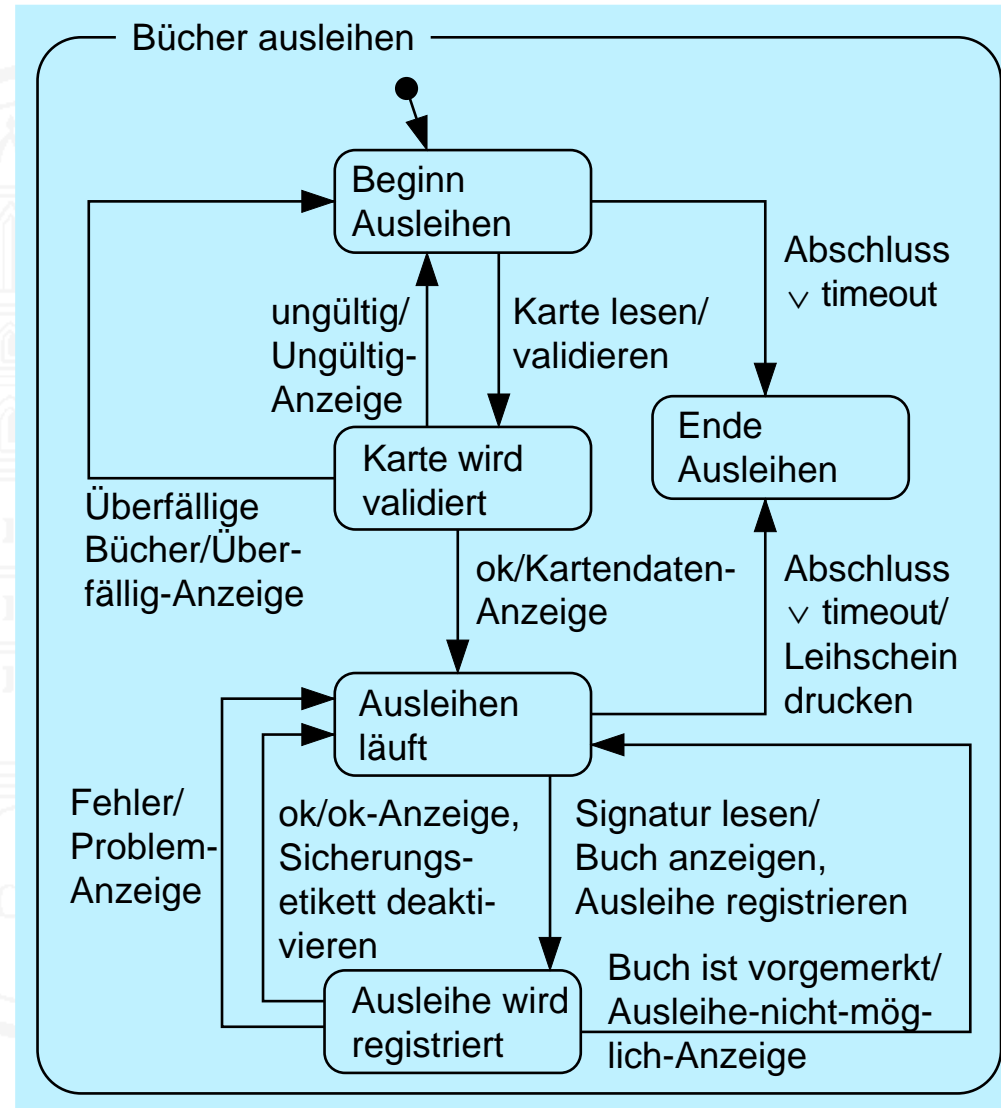 Bücher ausleihen
Beginn
Ausleihen
Abschluss
∨ timeout
ungültig/
Ungültig-
Anzeige
Karte lesen/
validieren
Ende
Ausleihen
Karte wird
validiert
Überfällige
Bücher/Über-
fällig-Anzeige
ok/Kartendaten-
Anzeige
Abschluss
∨ timeout/
Leihschein
drucken
Ausleihen
läuft
Fehler/
Problem-
Anzeige
ok/ok-Anzeige,
Sicherungs-
etikett deakti-
vieren
Signatur lesen/
Buch anzeigen,
Ausleihe registrieren
Buch ist vorgemerkt/
Ausleihe-nicht-mög-
lich-Anzeige
Ausleihe wird
registriert